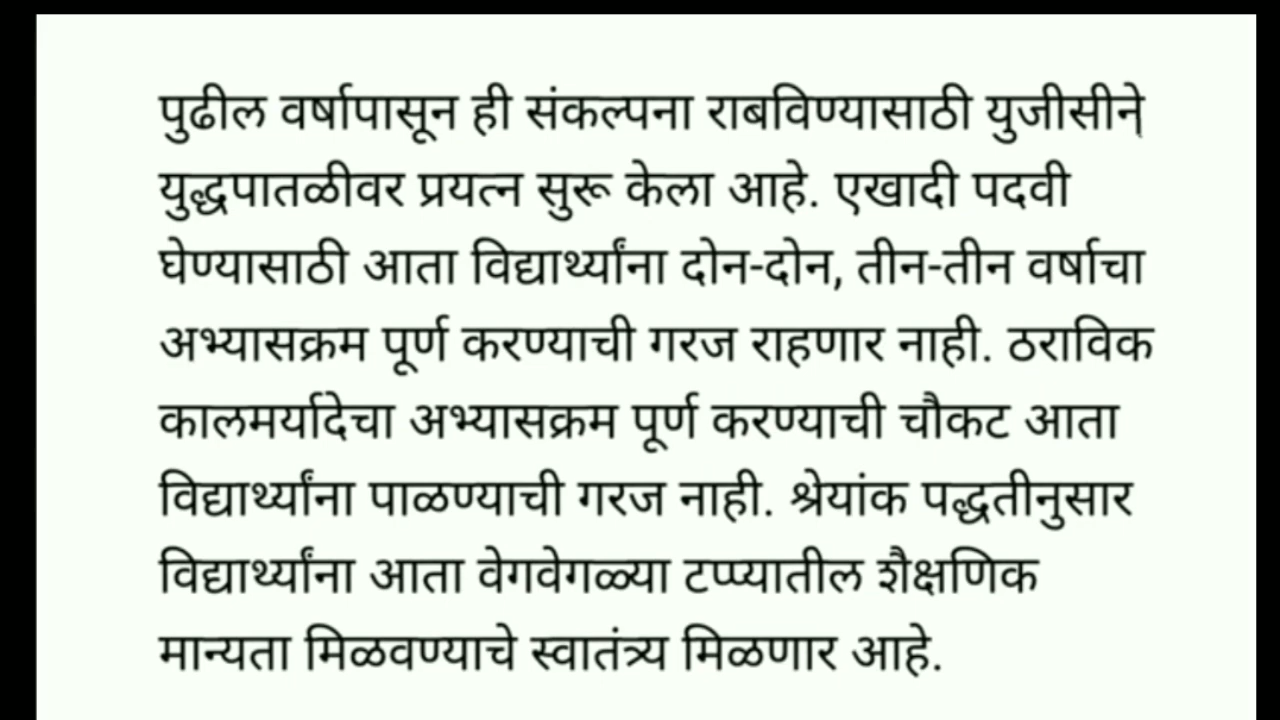 पुढील वर्षापासून ही संकल्पना राबविण्यासाठी युजीसीने
युद्धपातळीवर प्रयत्न सुरू केला आहे. एखादी पदवी
घेण्यासाठी आता विद्यार्थ्यांना दोन-दोन, तीन-तीन वर्षाचा
अभ्यासक्रम पूर्ण करण्याची गरज राहणार नाही. ठराविक
कालमर्यादेचा अभ्यासक्रम पूर्ण करण्याची चौकट आता
विद्यार्थ्यांना पाळण्याची गरज नाही. श्रेयांक पद्धतीनुसार
विद्यार्थ्यांना आता वेगवेगळ्या टप्प्यातील शैक्षणिक
मान्यता मिळवण्याचे स्वातंत्र्य मिळणार आहे.